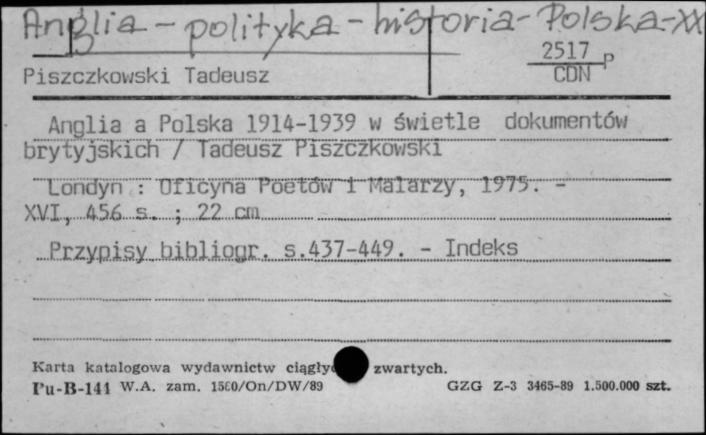 Anglia - polityka - historia - Polska - XX
2517 P
Piszczkowski Tadeusz
CDN
Anglia a Polska 1914-1939 w świetle dokumentów
brytyjskich / Tadeusz Piszczkowski
Londyn : Oficyna Poetów i Malarzy, 1975. -
XVI, 456 s. ; 22 cm
Przypisy bibliogr. s.437-449. - Indeks
Karta katalogowa wydawnictw zwartych.
Pu-B-141 W.A. zam. 1560/On/DW/89 GZG Z-3 3465-89 1.500.000 szt.